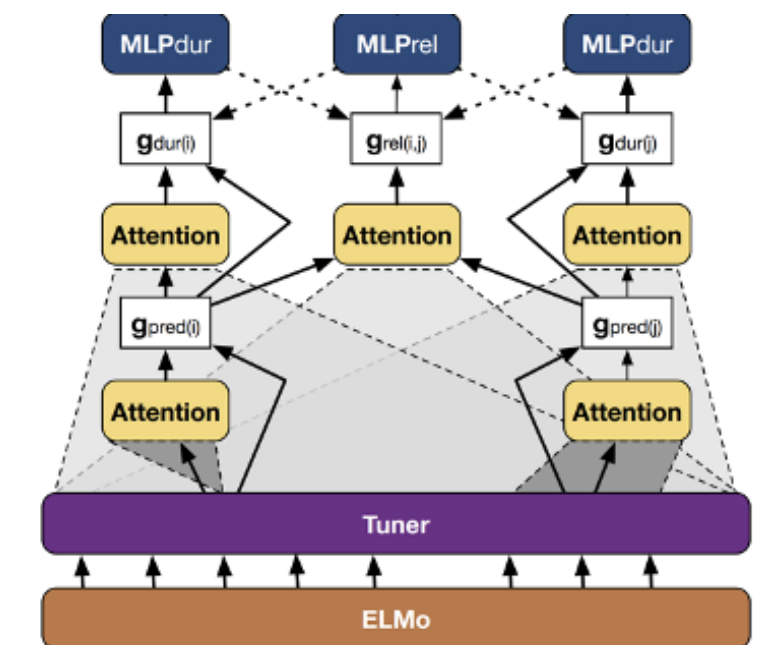 MLPdur MLPrel MLPdur
gdur(i) grel(i,j) gdur(j)
Attention Attention Attention
gpred(i) gpred(j)
Attention Attention
Tuner
ELMo